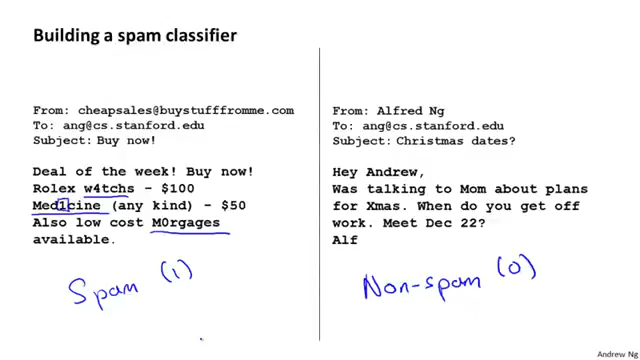 Building a spam classifier
From: cheapsales@buystufffromme.com
To: ang@cs.stanford.edu
Subject: Buy now!
Deal of the week! Buy now!
Rolex w4tchs - $100
Med1cine (any kind) - $50
Also low cost M0rgages
available.
Spam (1)
From: Alfred Ng
To: ang@cs.stanford.edu
Subject: Christmas dates?
Hey Andrew,
Was talking to Mom about plans
for Xmas. When do you get off
work. Meet Dec 22?
Alf
Non-spam (0)
Andrew Ng